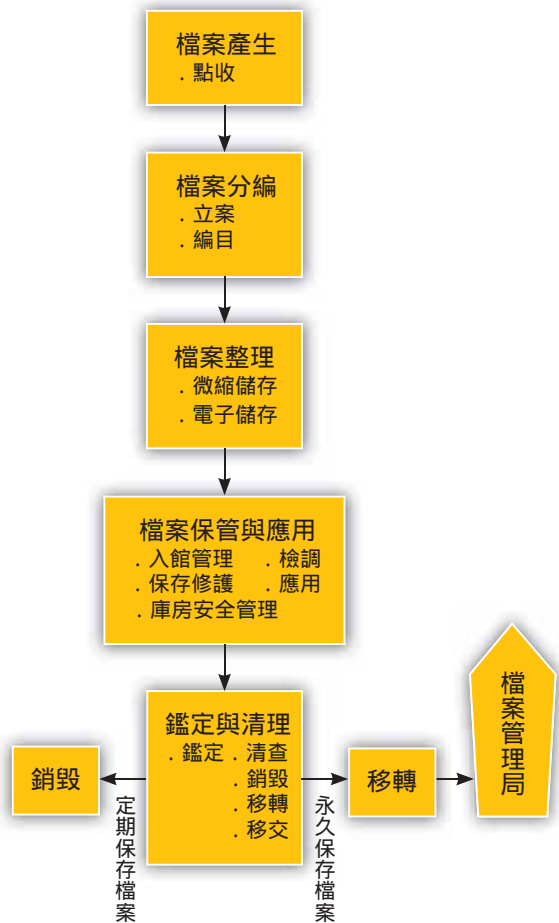 檔案產生
．點收
檔案分編
．立案
．編目
檔案整理
．微縮儲存
．電子儲存
檔案保管與應用
．入館管理　．檢調
．保存修護　．應用
．庫房安全管理
鑑定與清理
．鑑定 ．清查
．銷毀
．移轉
．移交
銷毀
定期保存檔案
永久保存檔案
移轉
檔案管理局